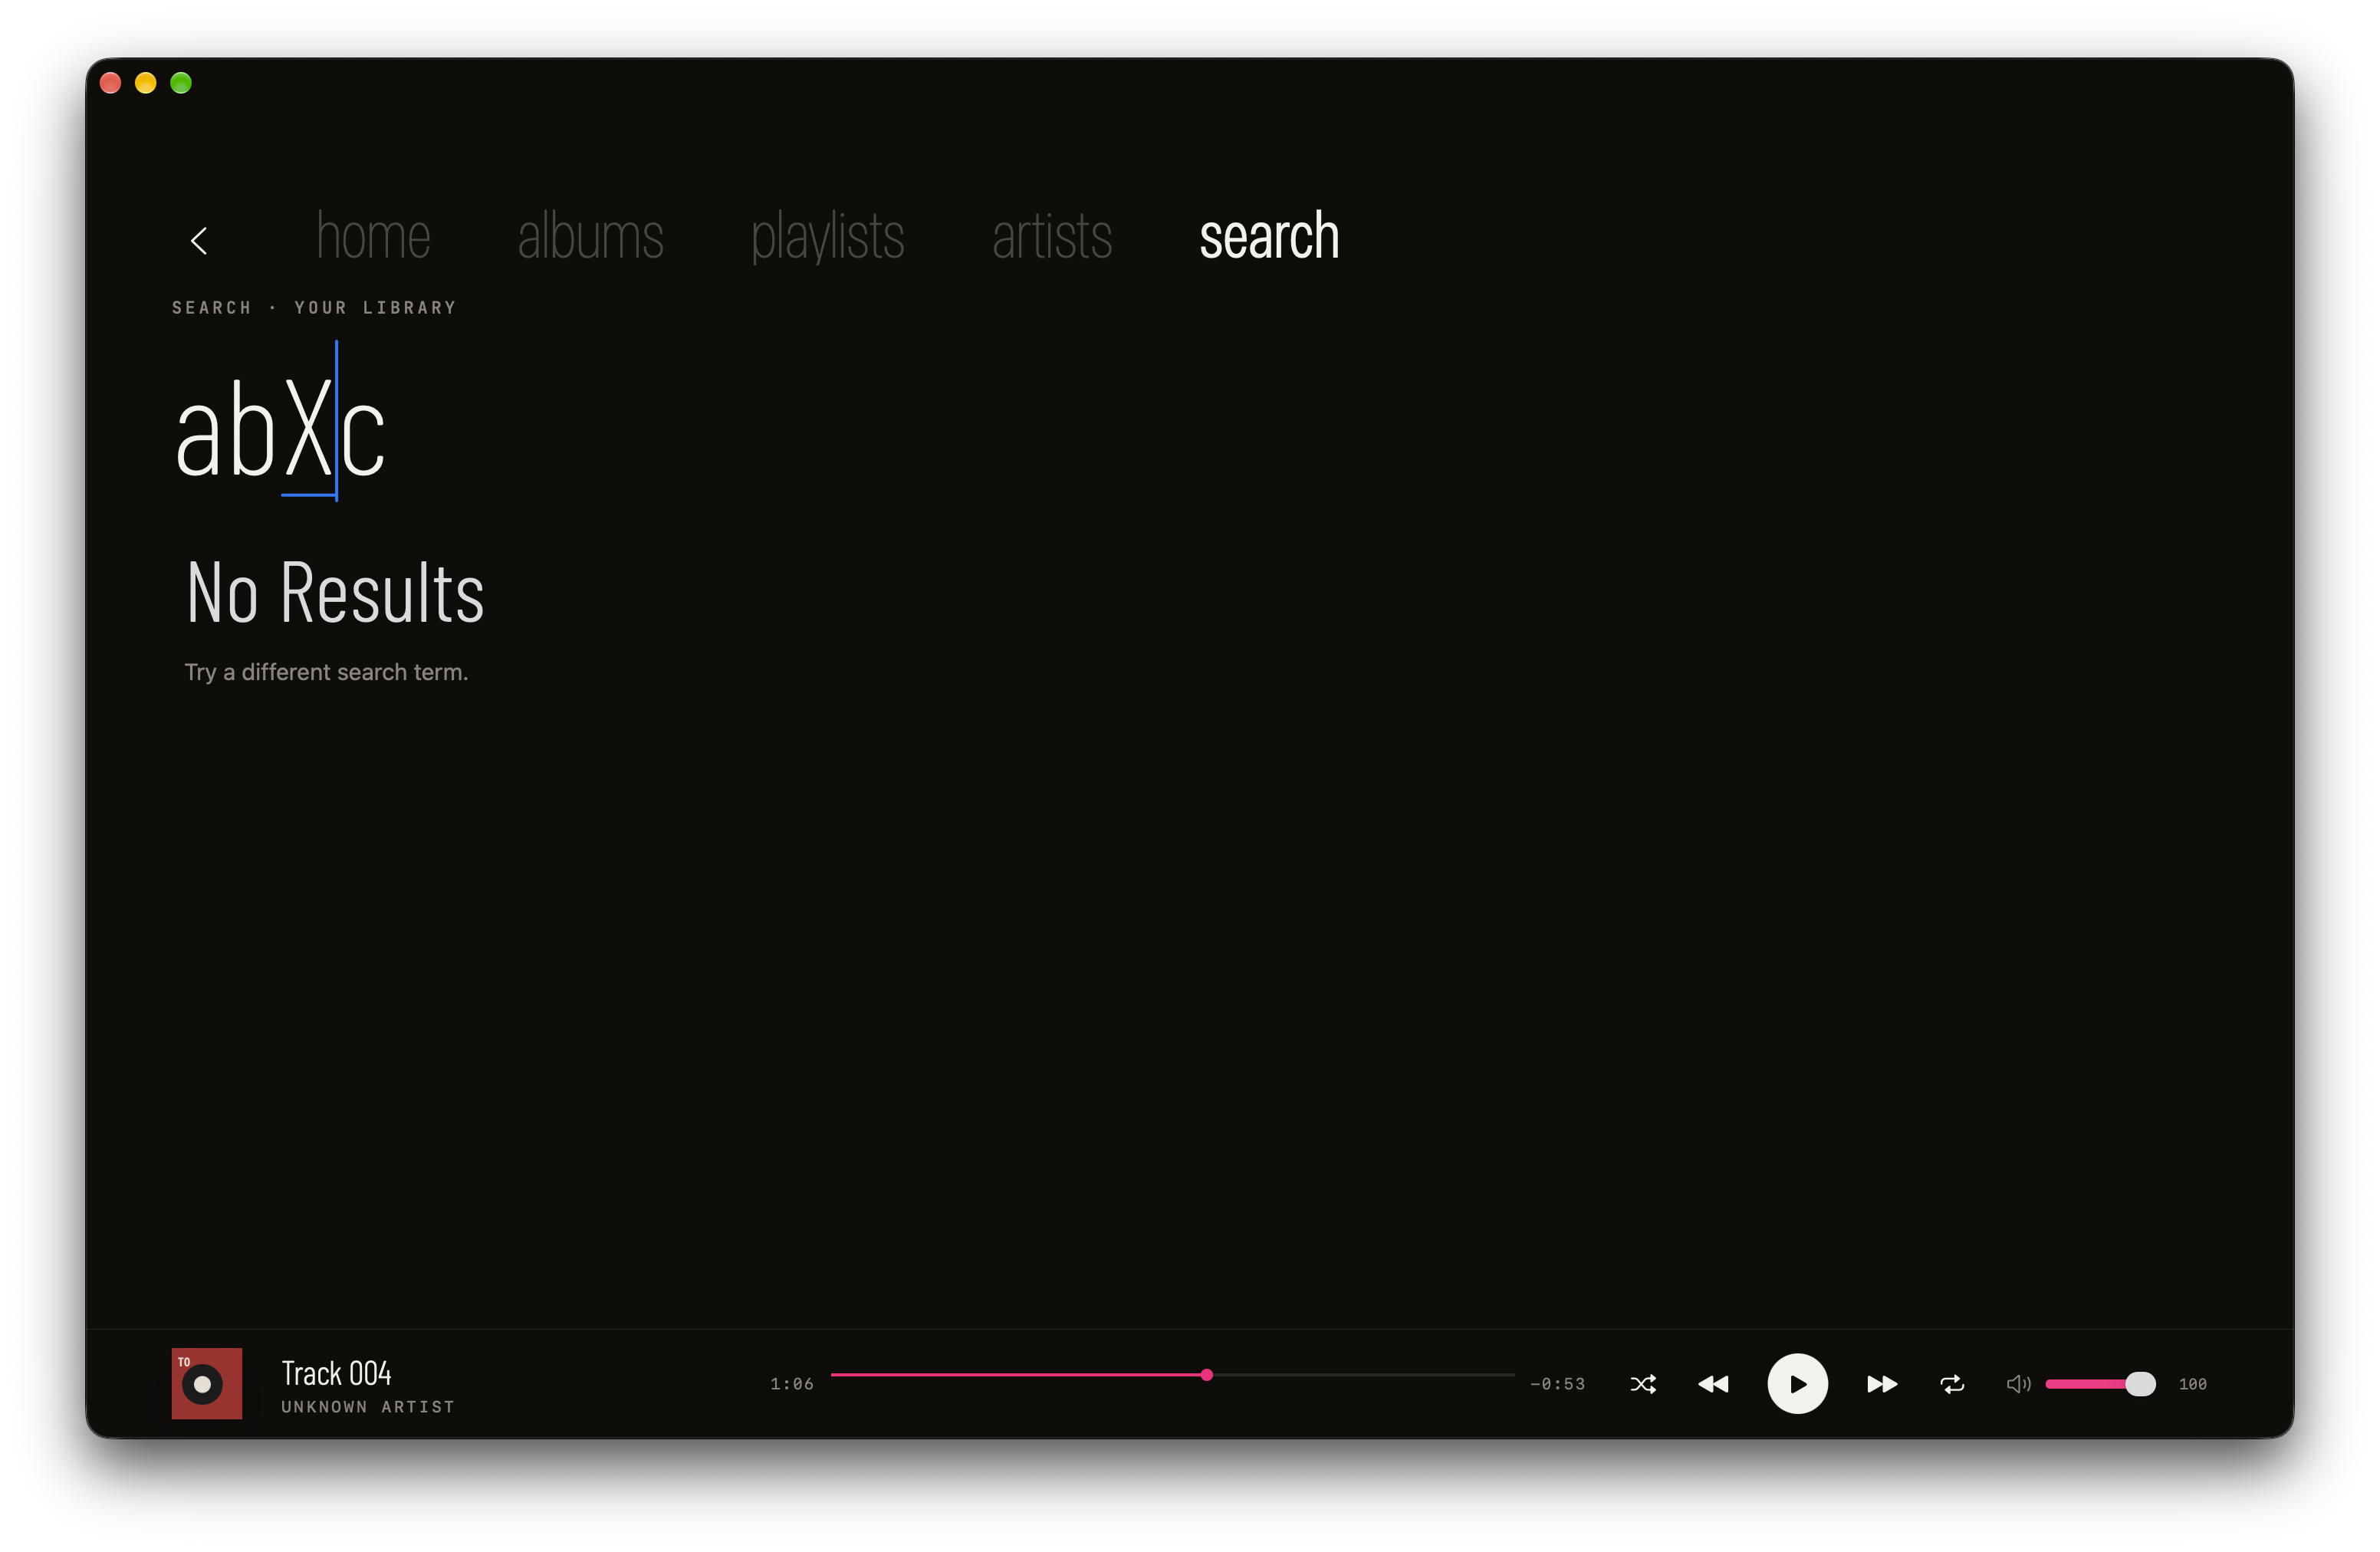 home albums playlists artists search
SEARCH · YOUR LIBRARY
abXc
No Results
Try a different search term.
TO
Track 004
UNKNOWN ARTIST
1:06
-0:53
100